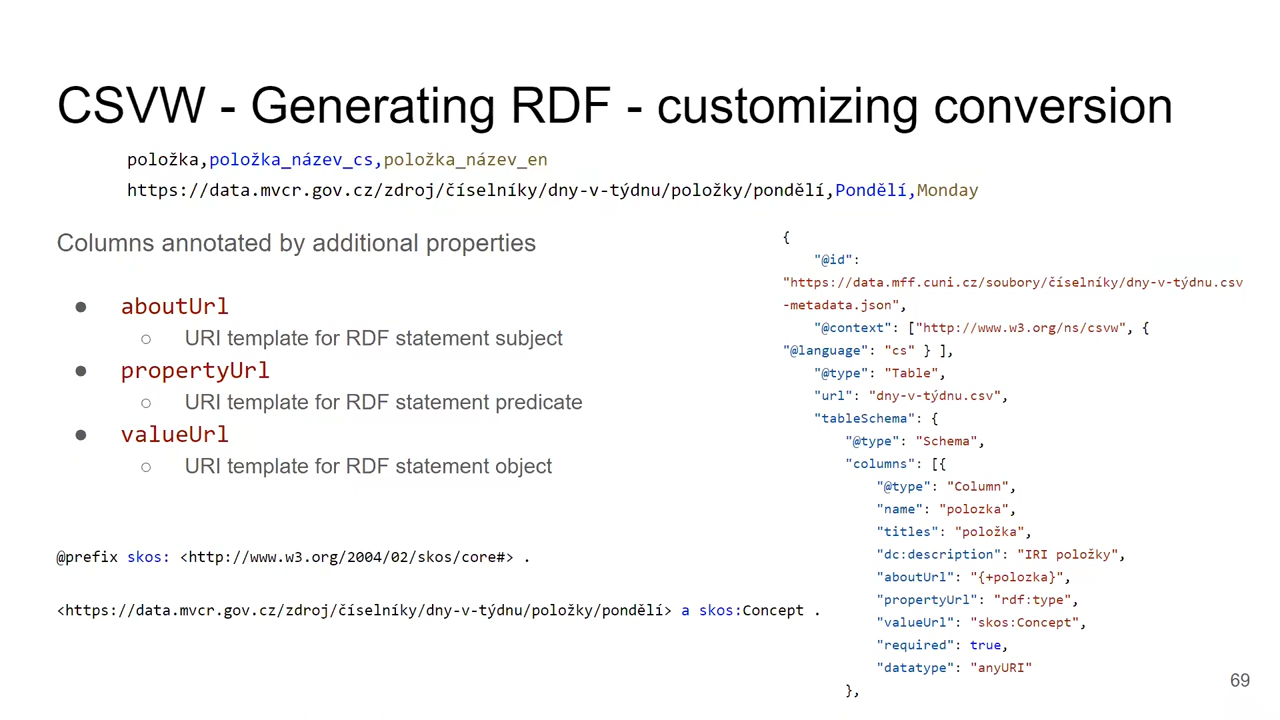 CSVW - Generating RDF - customizing conversion
položka,položka_název_cs,položka_název_en
https://data.mvcr.gov.cz/zdroj/číselníky/dny-v-týdnu/položky/pondělí,Pondělí,Monday
Columns annotated by additional properties
● aboutUrl
○ URI template for RDF statement subject
● propertyUrl
○ URI template for RDF statement predicate
● valueUrl
○ URI template for RDF statement object
@prefix skos: <http://www.w3.org/2004/02/skos/core#> .
<https://data.mvcr.gov.cz/zdroj/číselníky/dny-v-týdnu/položky/pondělí> a skos:Concept .
{
"@id":
"https://data.mff.cuni.cz/soubory/číselníky/dny-v-týdnu.csv
-metadata.json",
"@context": ["http://www.w3.org/ns/csvw", {
"@language": "cs" } ],
"@type": "Table",
"url": "dny-v-týdnu.csv",
"tableSchema": {
"@type": "Schema",
"columns": [{
"@type": "Column",
"name": "polozka",
"titles": "položka",
"dc:description": "IRI položky",
"aboutUrl": "{+polozka}",
"propertyUrl": "rdf:type",
"valueUrl": "skos:Concept",
"required": true,
"datatype": "anyURI"
},
69